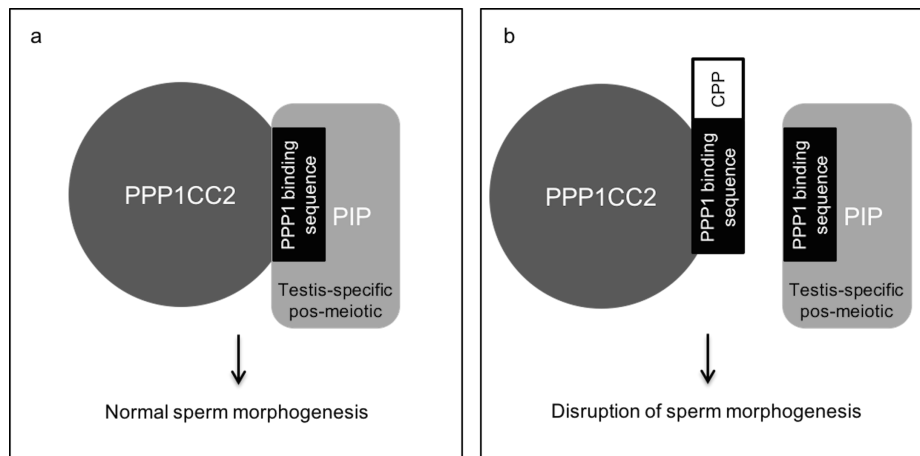 a
PPP1CC2
PPP1 binding
sequence
PIP
Testis-specific
pos-meiotic
Normal sperm morphogenesis
b
CPP
PPP1CC2
PPP1 binding
sequence
PPP1 binding
sequence
PIP
Testis-specific
pos-meiotic
Disruption of sperm morphogenesis